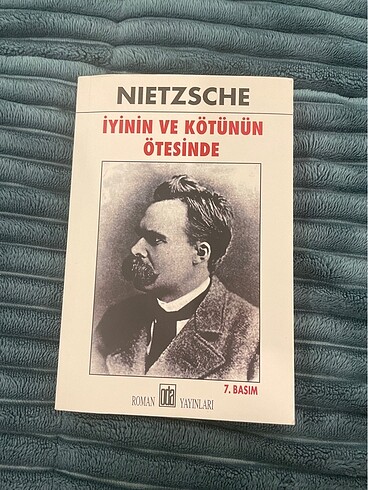 NIETZSCHE
İYİNİN VE KÖTÜNÜN
ÖTESİNDE
7. BASIM
ROMAN oda YAYINLARI